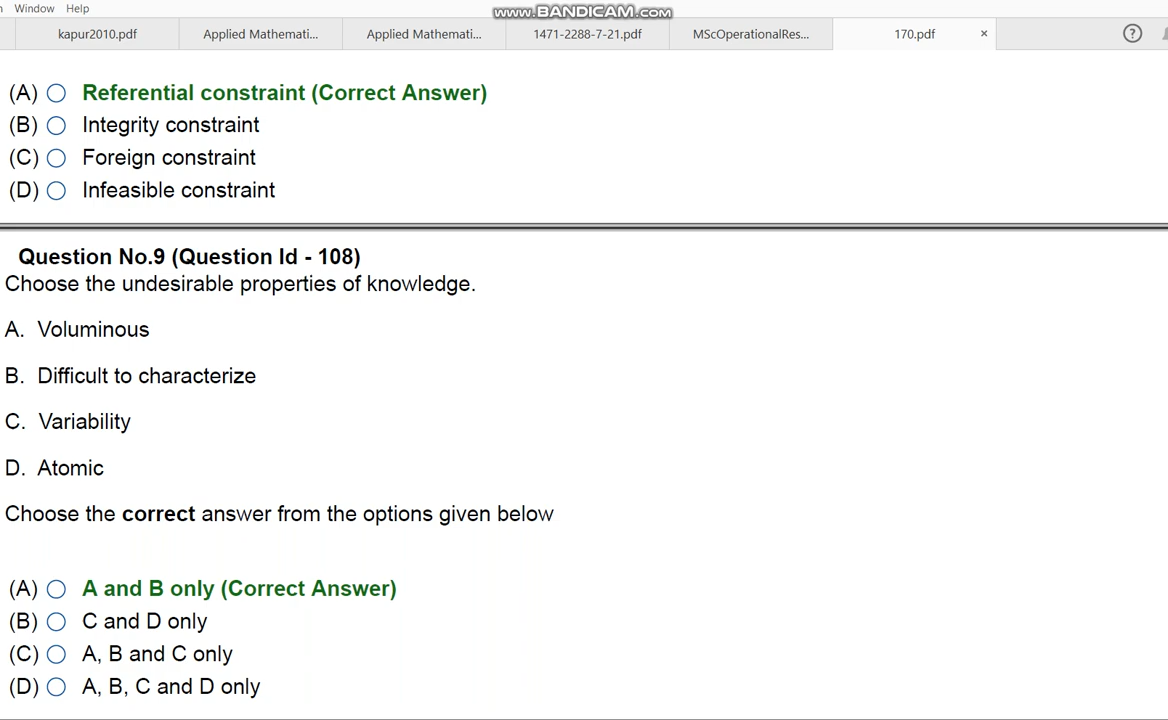 Window Help
www.BANDICAM.com
kapur2010.pdf Applied Mathemati... Applied Mathemati... 1471-2288-7-21.pdf MScOperationalRes... 170.pdf × ?
(A) Referential constraint (Correct Answer)
(B) Integrity constraint
(C) Foreign constraint
(D) Infeasible constraint
Question No.9 (Question Id - 108)
Choose the undesirable properties of knowledge.
A. Voluminous
B. Difficult to characterize
C. Variability
D. Atomic
Choose the correct answer from the options given below
(A) A and B only (Correct Answer)
(B) C and D only
(C) A, B and C only
(D) A, B, C and D only